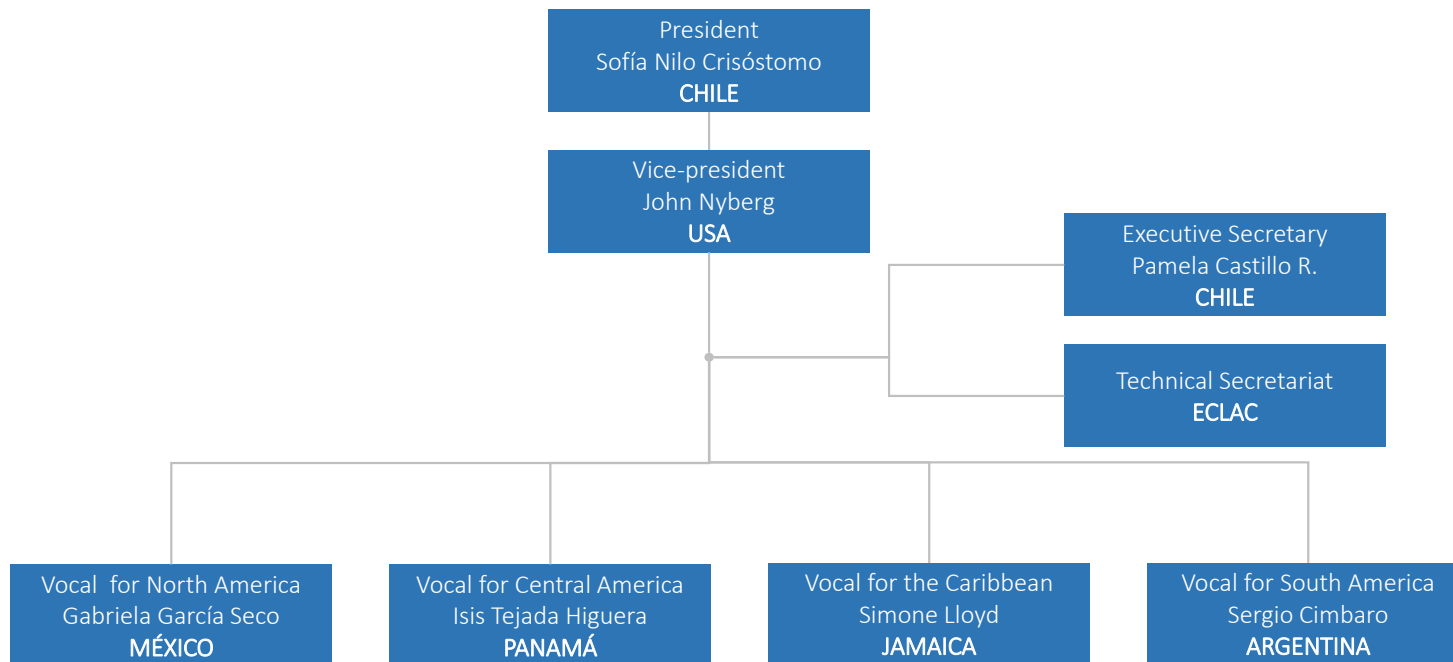 President
Sofía Nilo Crisóstomo
CHILE
Vice-president
John Nyberg
USA
Executive Secretary
Pamela Castillo R.
CHILE
Technical Secretariat
ECLAC
Vocal  for North America
Gabriela García Seco
MÉXICO
Vocal for Central America
Isis Tejada Higuera
PANAMÁ
Vocal for the Caribbean
Simone Lloyd
JAMAICA
Vocal for South America
Sergio Cimbaro
ARGENTINA